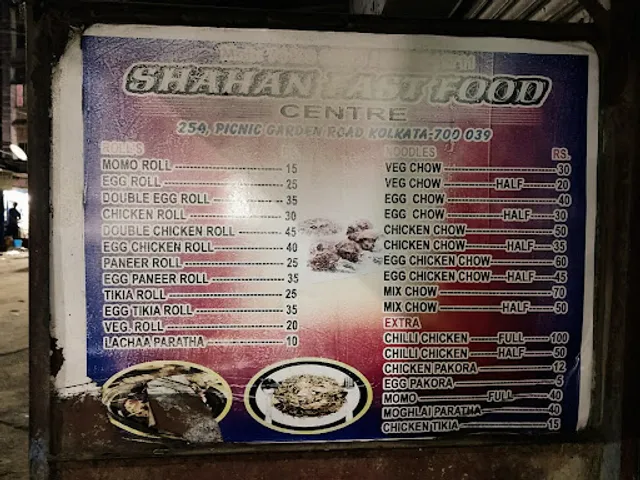 SHAHAN FAST FOOD
CENTRE
254, PICNIC GARDEN ROAD KOLKATA-700 039
ROLL'S
MOMO ROLL 15
EGG ROLL 25
DOUBLE EGG ROLL 35
CHICKEN ROLL 30
DOUBLE CHICKEN ROLL 45
EGG CHICKEN ROLL 40
PANEER ROLL 25
EGG PANEER ROLL 35
TIKIA ROLL 25
EGG TIKIA ROLL 35
VEG. ROLL 20
LACHAA PARATHA 10
NOODLES RS.
VEG CHOW 30
VEG CHOW HALF 20
EGG CHOW 40
EGG CHOW HALF 30
CHICKEN CHOW 50
CHICKEN CHOW HALF 35
EGG CHICKEN CHOW 60
EGG CHICKEN CHOW HALF 45
MIX CHOW 70
MIX CHOW HALF 50
EXTRA
CHILLI CHICKEN FULL 100
CHILLI CHICKEN HALF 50
CHICKEN PAKORA 12
EGG PAKORA 5
MOMO FULL 40
MOGHLAI PARATHA 40
CHICKEN TIKIA 15